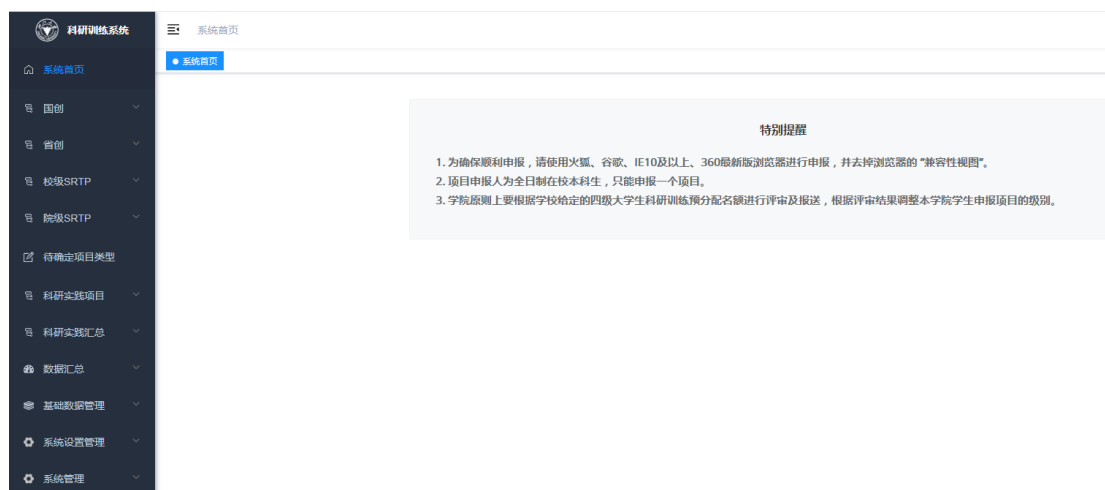 科研训练系统
系统首页
系统首页
系统首页
国创
省创
校级SRTP
院级SRTP
待确定项目类型
科研实践项目
科研实践汇总
数据汇总
基础数据管理
系统设置管理
系统管理
特别提醒
1. 为确保顺利申报，请使用火狐、谷歌、IE10及以上、360最新版浏览器进行申报，并去掉浏览器的 “兼容性视图”。
2. 项目申报人为全日制在校本科生，只能申报一个项目。
3. 学院原则上要根据学校给定的四级大学生科研训练预分配名额进行评审及报送，根据评审结果调整本学院学生申报项目的级别。